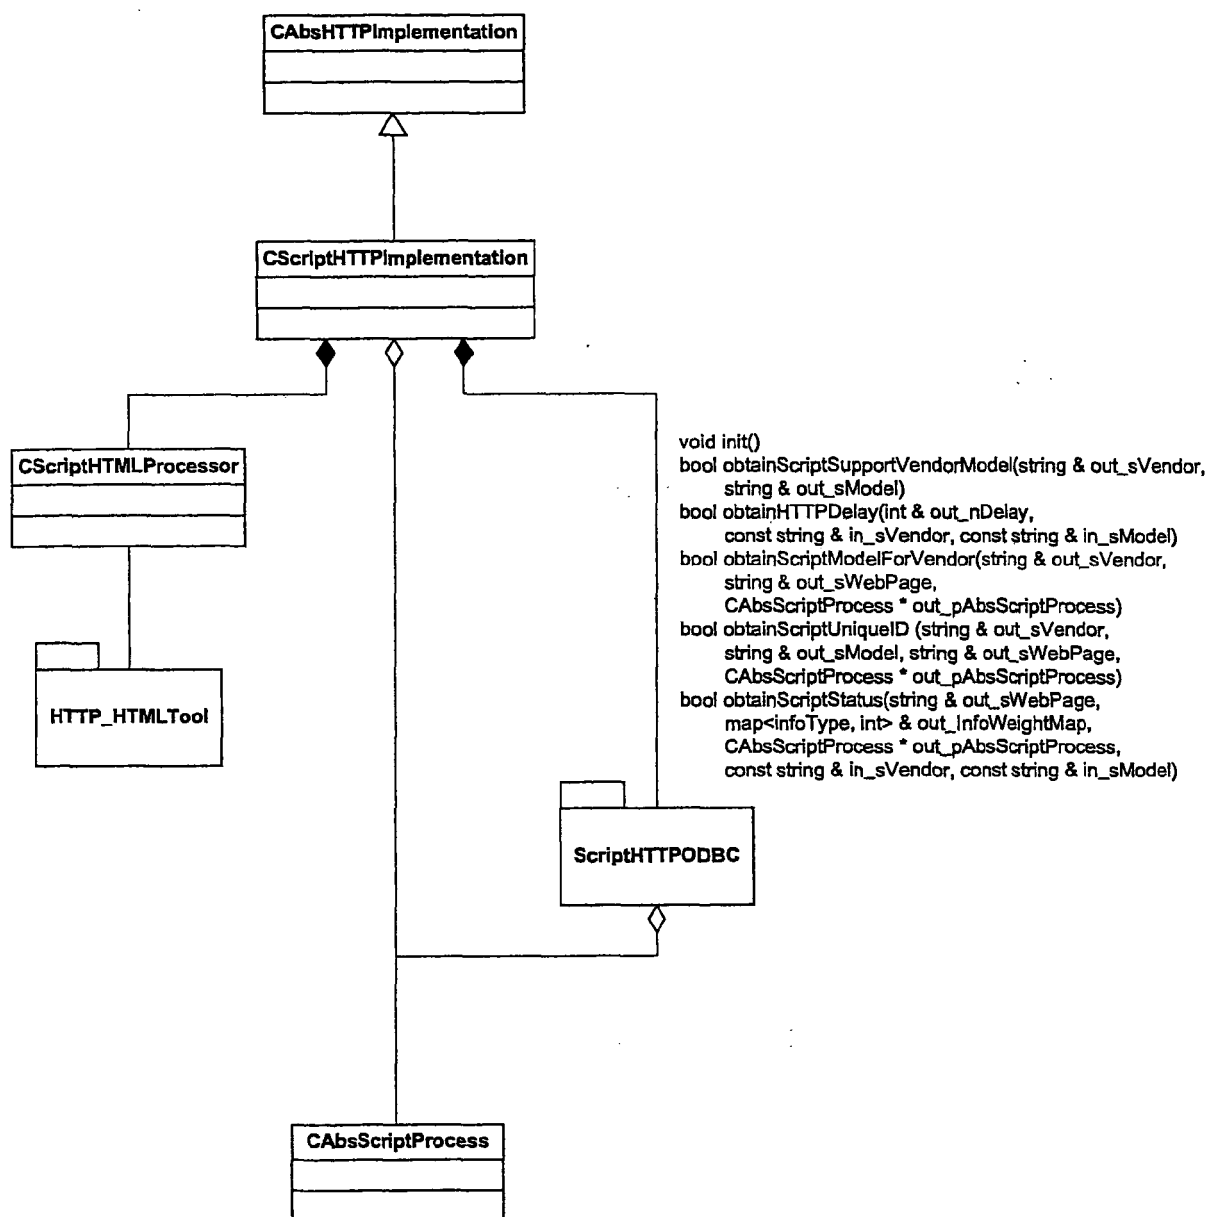 CAbsHTTPImplementation
CScriptHTTPImplementation
CScriptHTMLProcessor
void init()
bool obtainScriptSupportVendorModel(string & out_sVendor,
string & out_sModel)
bool obtainHTTPDelay(int & out_nDelay,
const string & in_sVendor, const string & in_sModel)
bool obtainScriptModelForVendor(string & out_sVendor,
string & out_sWebPage,
CAbsScriptProcess * out_pAbsScriptProcess)
bool obtainScriptUniqueID (string & out_sVendor,
string & out_sModel, string & out_sWebPage,
CAbsScriptProcess * out_pAbsScriptProcess)
bool obtainScriptStatus(string & out_sWebPage,
map<infoType, int> & out_InfoWeightMap,
CAbsScriptProcess * out_pAbsScriptProcess,
const string & in_sVendor, const string & in_sModel)
HTTP_HTMLTool
ScriptHTTPODBC
CAbsScriptProcess